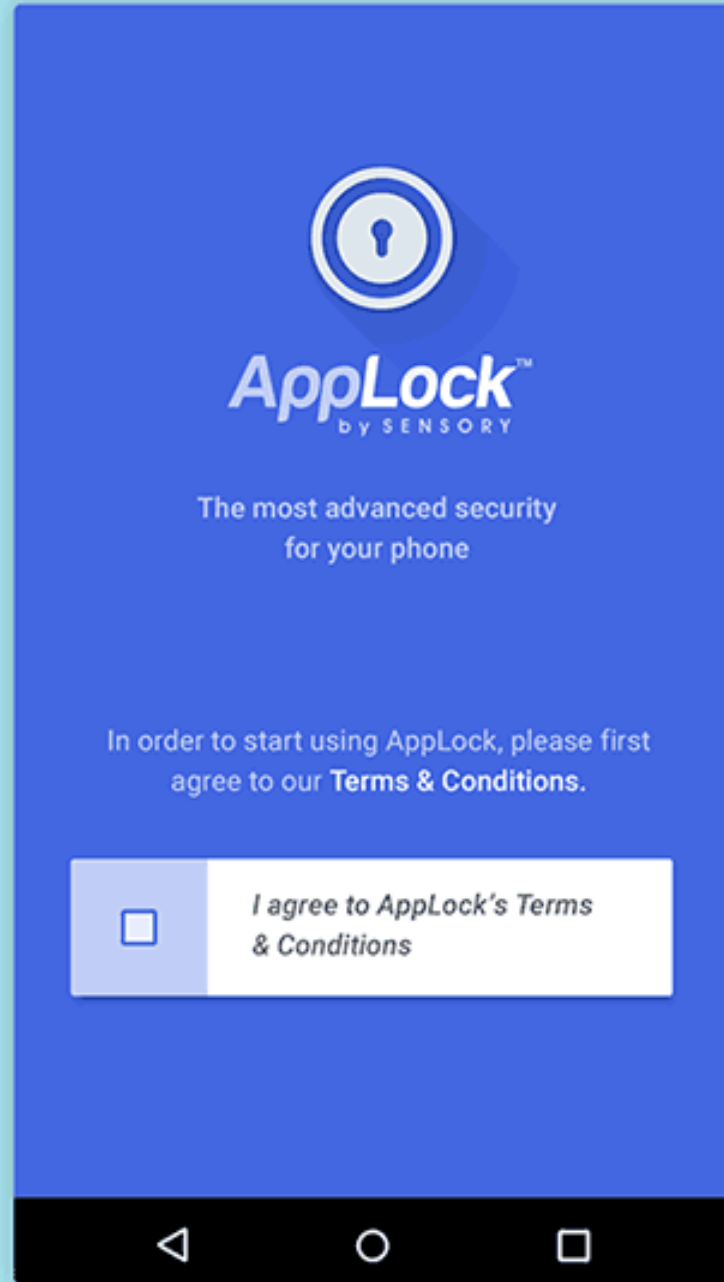 AppLock™
by SENSORY
The most advanced security
for your phone
In order to start using AppLock, please first
agree to our Terms & Conditions.
I agree to AppLock's Terms
& Conditions